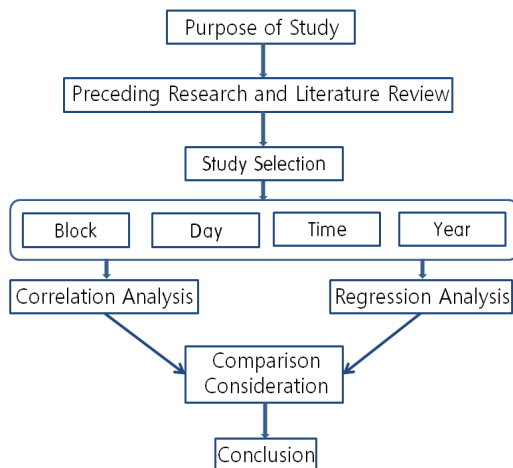 Purpose of Study
Preceding Research and Literature Review
Study Selection
Block
Day
Time
Year
Correlation Analysis
Regression Analysis
Comparison
Consideration
Conclusion